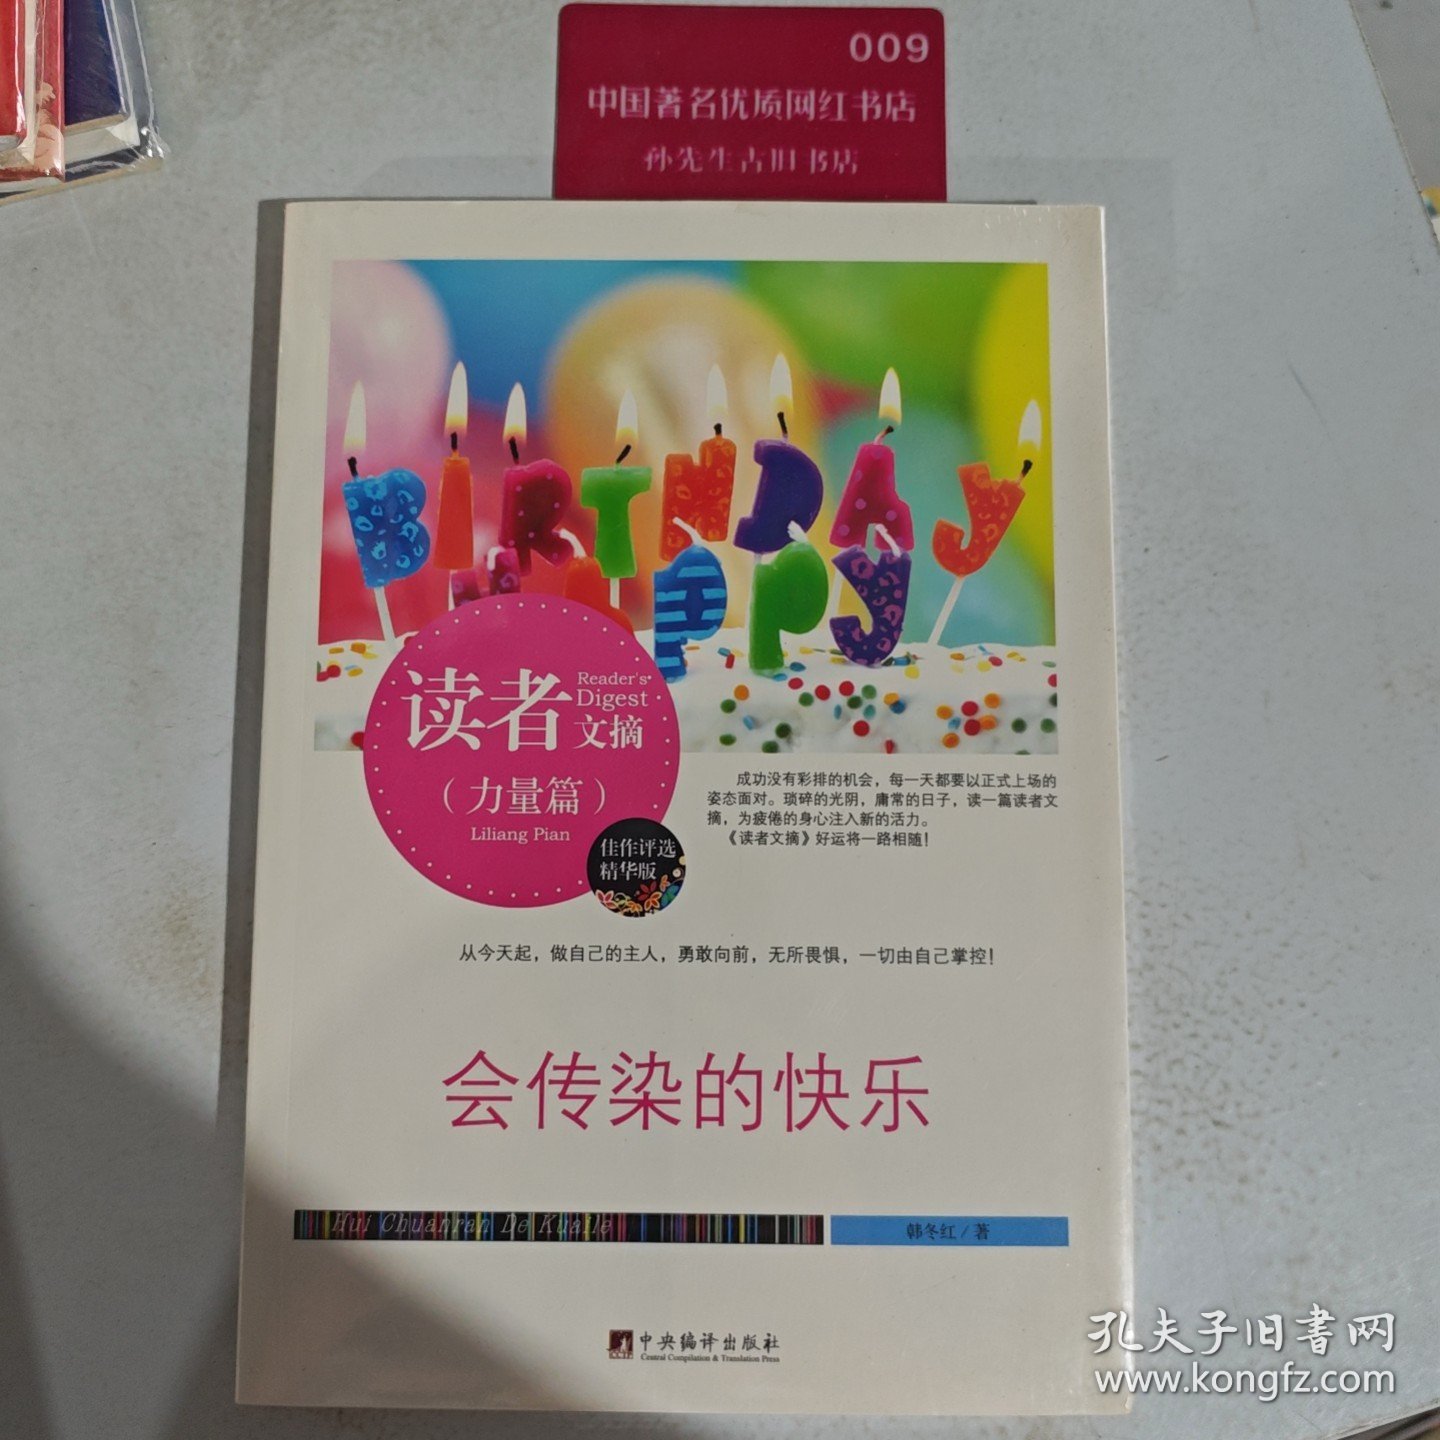 009
中国著名优质网红书店
孙先生古旧书店
BIRTHDAY
HAPPY
读者
Reader's
Digest
文摘
（力量篇）
Liliang Pian
佳作评选
精华版
成功没有彩排的机会，每一天都要以正式上场的
姿态面对。琐碎的光阴，庸常的日子，读一篇读者文
摘，为疲倦的身心注入新的活力。
《读者文摘》好运将一路相随！
从今天起，做自己的主人，勇敢向前，无所畏惧，一切由自己掌控！
会传染的快乐
Hui Chuanran De Kuaile
韩冬红/著
中央编译出版社
Central Compilation & Translation Press
孔夫子旧书网
www.kongfz.com